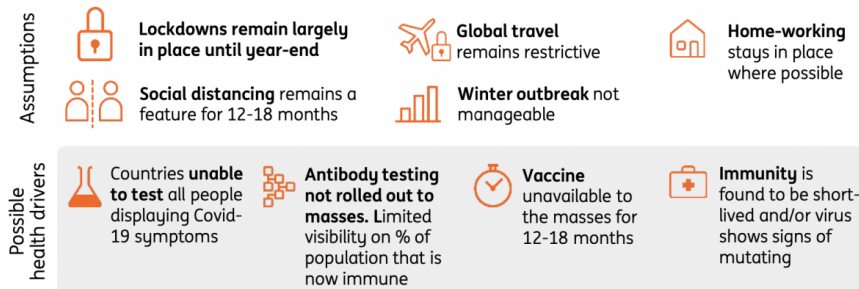 Assumptions
Lockdowns remain largely
in place until year-end
Global travel
remains restrictive
Home-working
stays in place
where possible
Social distancing remains a
feature for 12-18 months
Winter outbreak not
manageable
Possible
health drivers
Countries unable
to test all people
displaying Covid-
19 symptoms
Antibody testing
not rolled out to
masses. Limited
visibility on % of
population that is
now immune
Vaccine
unavailable to
the masses for
12-18 months
Immunity is
found to be short-
lived and/or virus
shows signs of
mutating